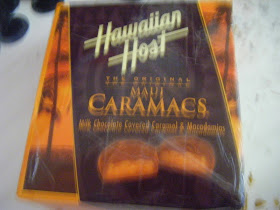 Hawaiian
Host
THE ORIGINAL
MAUI
CARAMACS
Milk Chocolate Covered Caramel & Macadamias